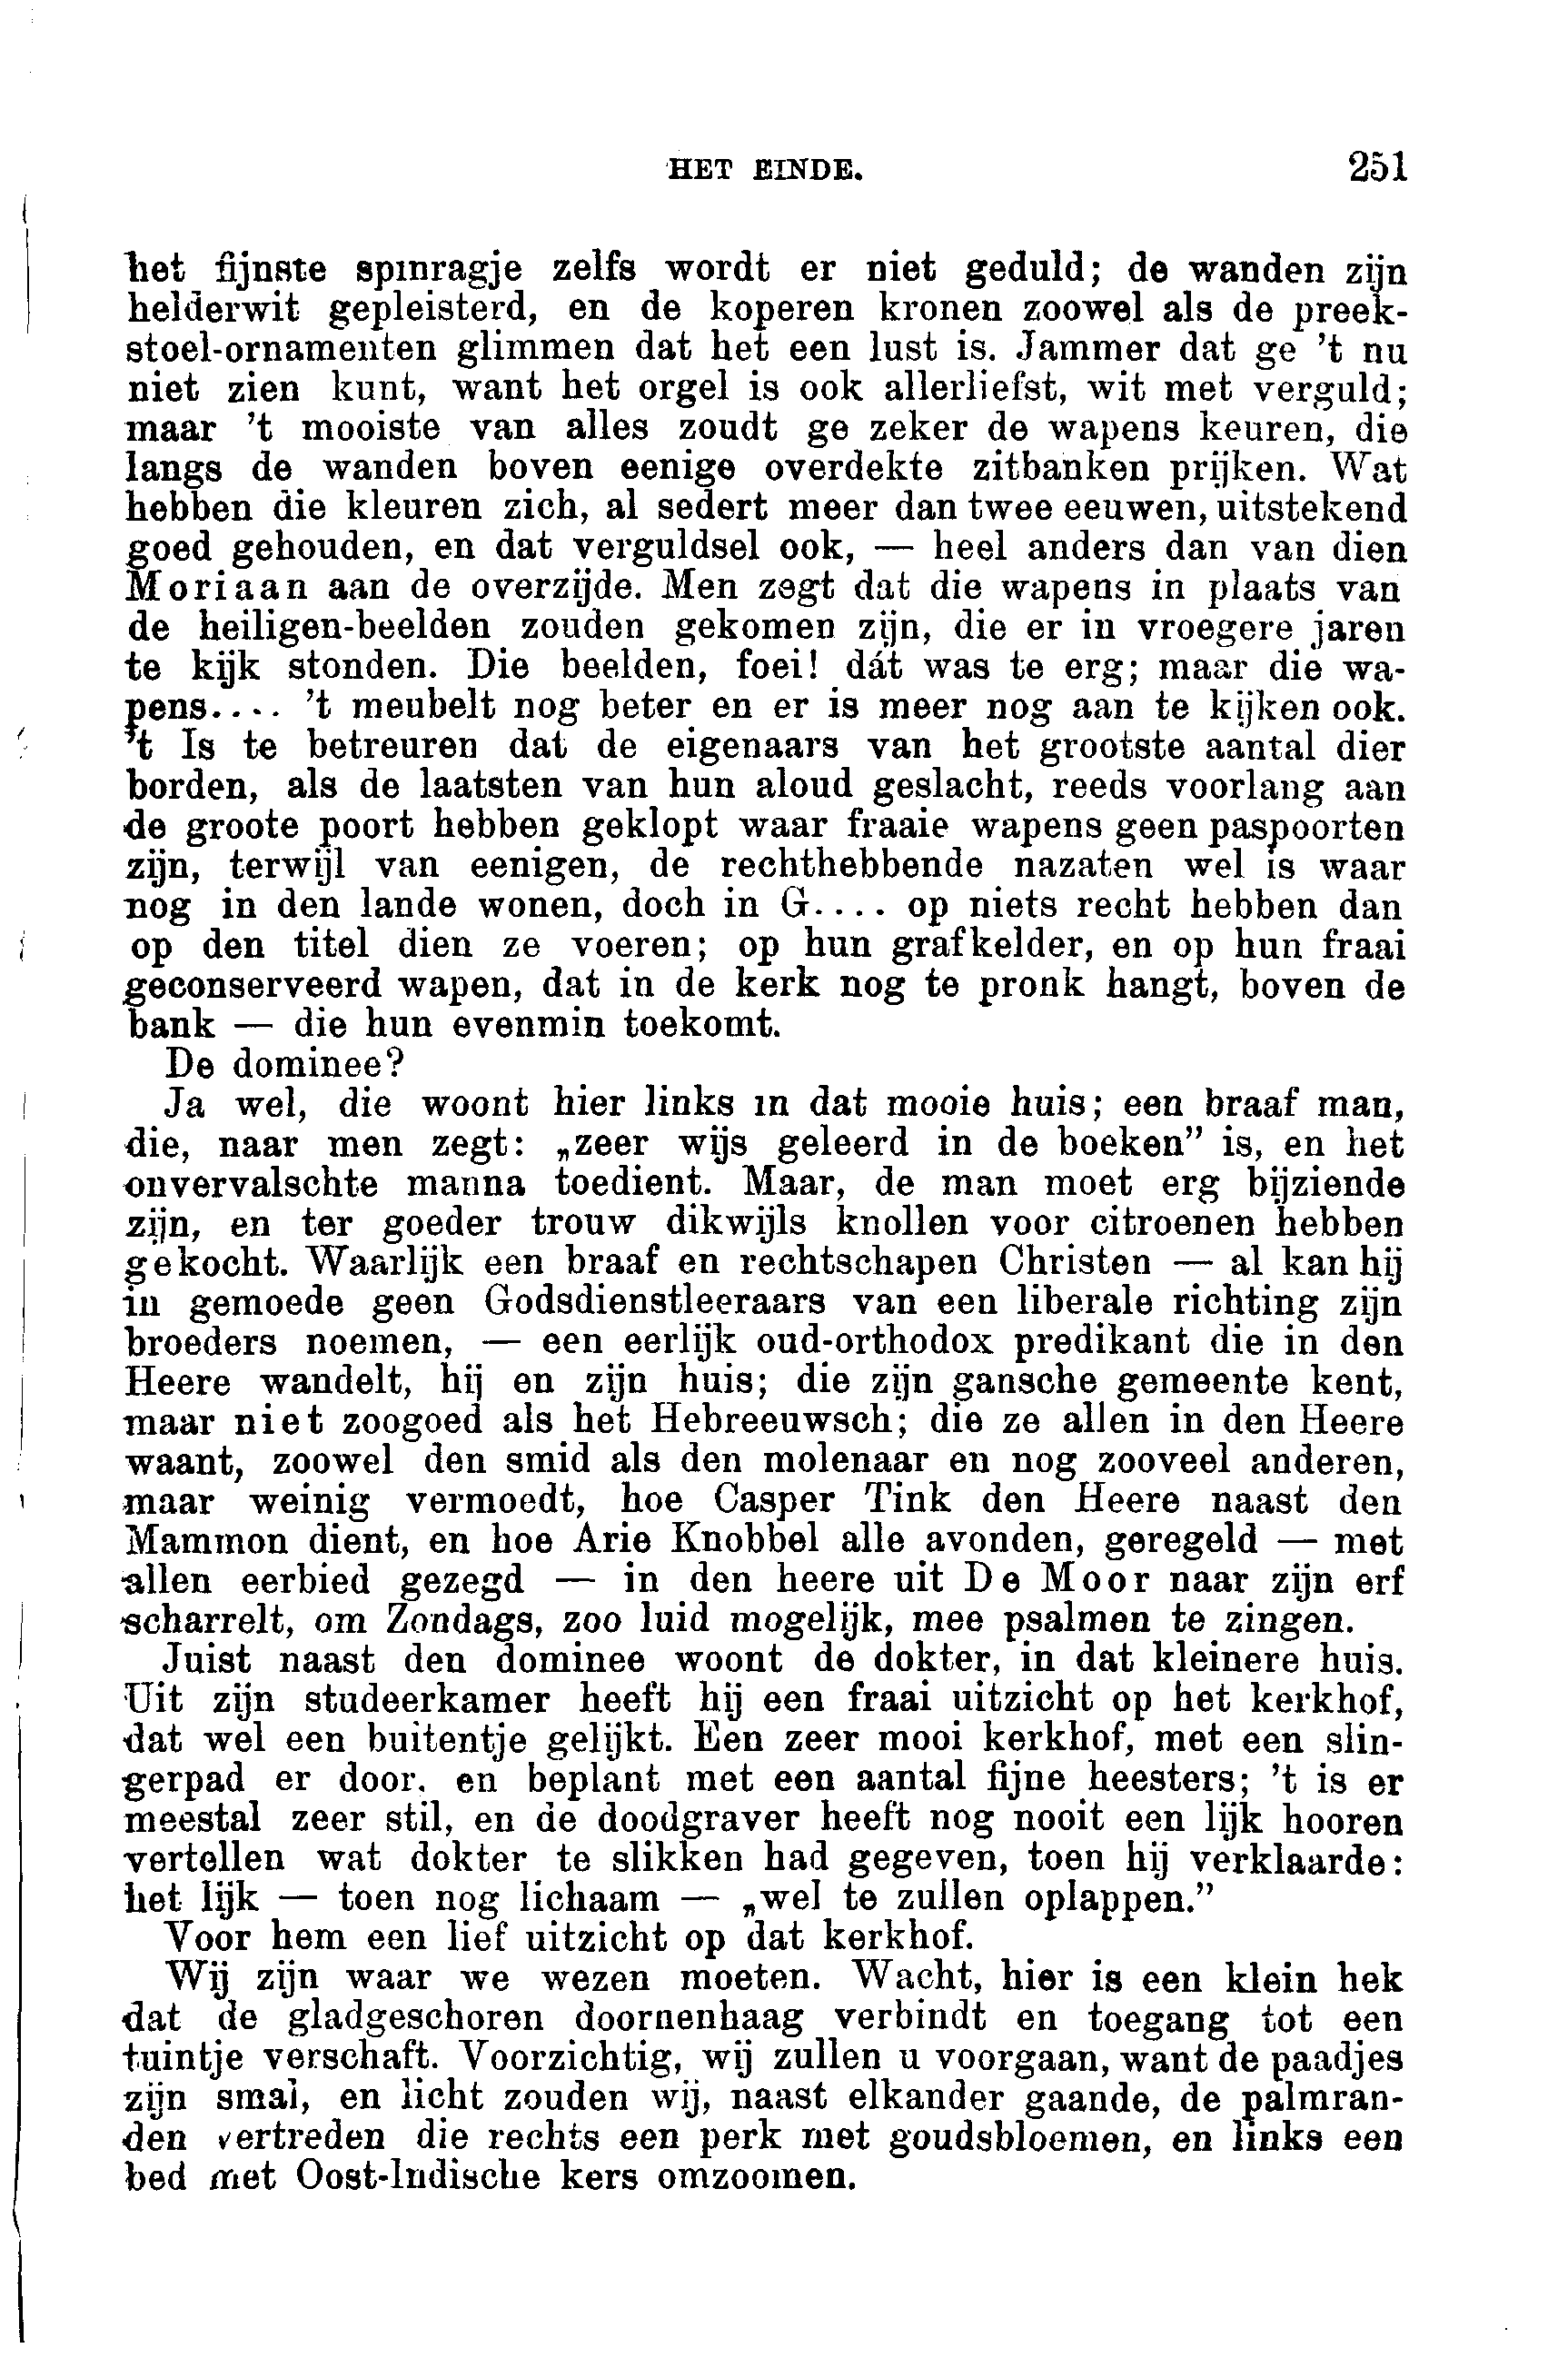 HET EINDE. 251
het fijnste spinragje zelfs wordt er niet geduld; de wanden zijn
helderwit gepleisterd, en de koperen kronen zoowel als de preek-
stoel-ornamenten glimmen dat het een lust is. Jammer dat ge 't nu
niet zien kunt, want het orgel is ook allerliefst, wit met verguld;
maar 't mooiste van alles zoudt ge zeker de wapens keuren, die
langs de wanden boven eenige overdekte zitbanken prijken. Wat
hebben die kleuren zich, al sedert meer dan twee eeuwen, uitstekend
goed gehouden, en dat verguldsel ook, — heel anders dan van dien
Moriaan aan de overzijde. Men zegt dat die wapens in plaats van
de heiligen-beelden zouden gekomen zijn, die er in vroegere jaren
te kijk stonden. Die beelden, foei! dát was te erg; maar die wa-
pens.... 't meubelt nog beter en er is meer nog aan te kijken ook.
't Is te betreuren dat de eigenaars van het grootste aantal dier
borden, als de laatsten van hun aloud geslacht, reeds voorlang aan
de groote poort hebben geklopt waar fraaie wapens geen paspoorten
zijn, terwijl van eenigen, de rechthebbende nazaten wel is waar
nog in den lande wonen, doch in G.... op niets recht hebben dan
op den titel dien ze voeren; op hun grafkelder, en op hun fraai
geconserveerd wapen, dat in de kerk nog te pronk hangt, boven de
bank — die hun evenmin toekomt.
De dominee?
Ja wel, die woont hier links in dat mooie huis; een braaf man,
die, naar men zegt: „zeer wijs geleerd in de boeken” is, en het
onvervalschte manna toedient. Maar, de man moet erg bijziende
zijn, en ter goeder trouw dikwijls knollen voor citroenen hebben
gekocht. Waarlijk een braaf en rechtschapen Christen — al kan hij
in gemoede geen Godsdienstleeraars van een liberale richting zijn
broeders noemen, — een eerlijk oud-orthodox predikant die in den
Heere wandelt, hij en zijn huis; die zijn gansche gemeente kent,
maar niet zoogoed als het Hebreeuwsch; die ze allen in den Heere
waant, zoowel den smid als den molenaar en nog zooveel anderen,
maar weinig vermoedt, hoe Casper Tink den Heere naast den
Mammon dient, en hoe Arie Knobbel alle avonden, geregeld — met
allen eerbied gezegd — in den heere uit De Moor naar zijn erf
scharrelt, om Zondags, zoo luid mogelijk, mee psalmen te zingen.
Juist naast den dominee woont de dokter, in dat kleinere huis.
Uit zijn studeerkamer heeft hij een fraai uitzicht op het kerkhof,
dat wel een buitentje gelijkt. Een zeer mooi kerkhof, met een slin-
gerpad er door, en beplant met een aantal fijne heesters; 't is er
meestal zeer stil, en de doodgraver heeft nog nooit een lijk hooren
vertellen wat dokter te slikken had gegeven, toen hij verklaarde:
het lijk — toen nog lichaam — „wel te zullen oplappen.”
Voor hem een lief uitzicht op dat kerkhof.
Wij zijn waar we wezen moeten. Wacht, hier is een klein hek
dat de gladgeschoren doornenhaag verbindt en toegang tot een
tuintje verschaft. Voorzichtig, wij zullen u voorgaan, want de paadjes
zijn smal, en licht zouden wij, naast elkander gaande, de palmran-
den vertreden die rechts een perk met goudsbloemen, en links een
bed met Oost-Indische kers omzoomen.